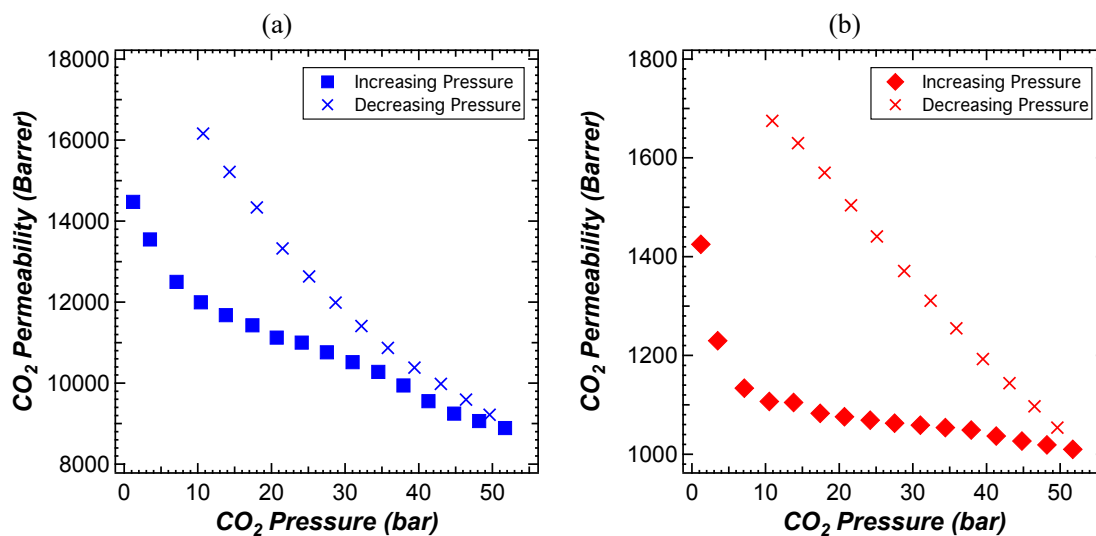 (a)
18000
16000
14000
12000
10000
8000
CO₂ Permeability (Barrer)
Increasing Pressure
Decreasing Pressure
0 10 20 30 40 50
CO₂ Pressure (bar)
(b)
1800
1600
1400
1200
1000
CO₂ Permeability (Barrer)
Increasing Pressure
Decreasing Pressure
0 10 20 30 40 50
CO₂ Pressure (bar)